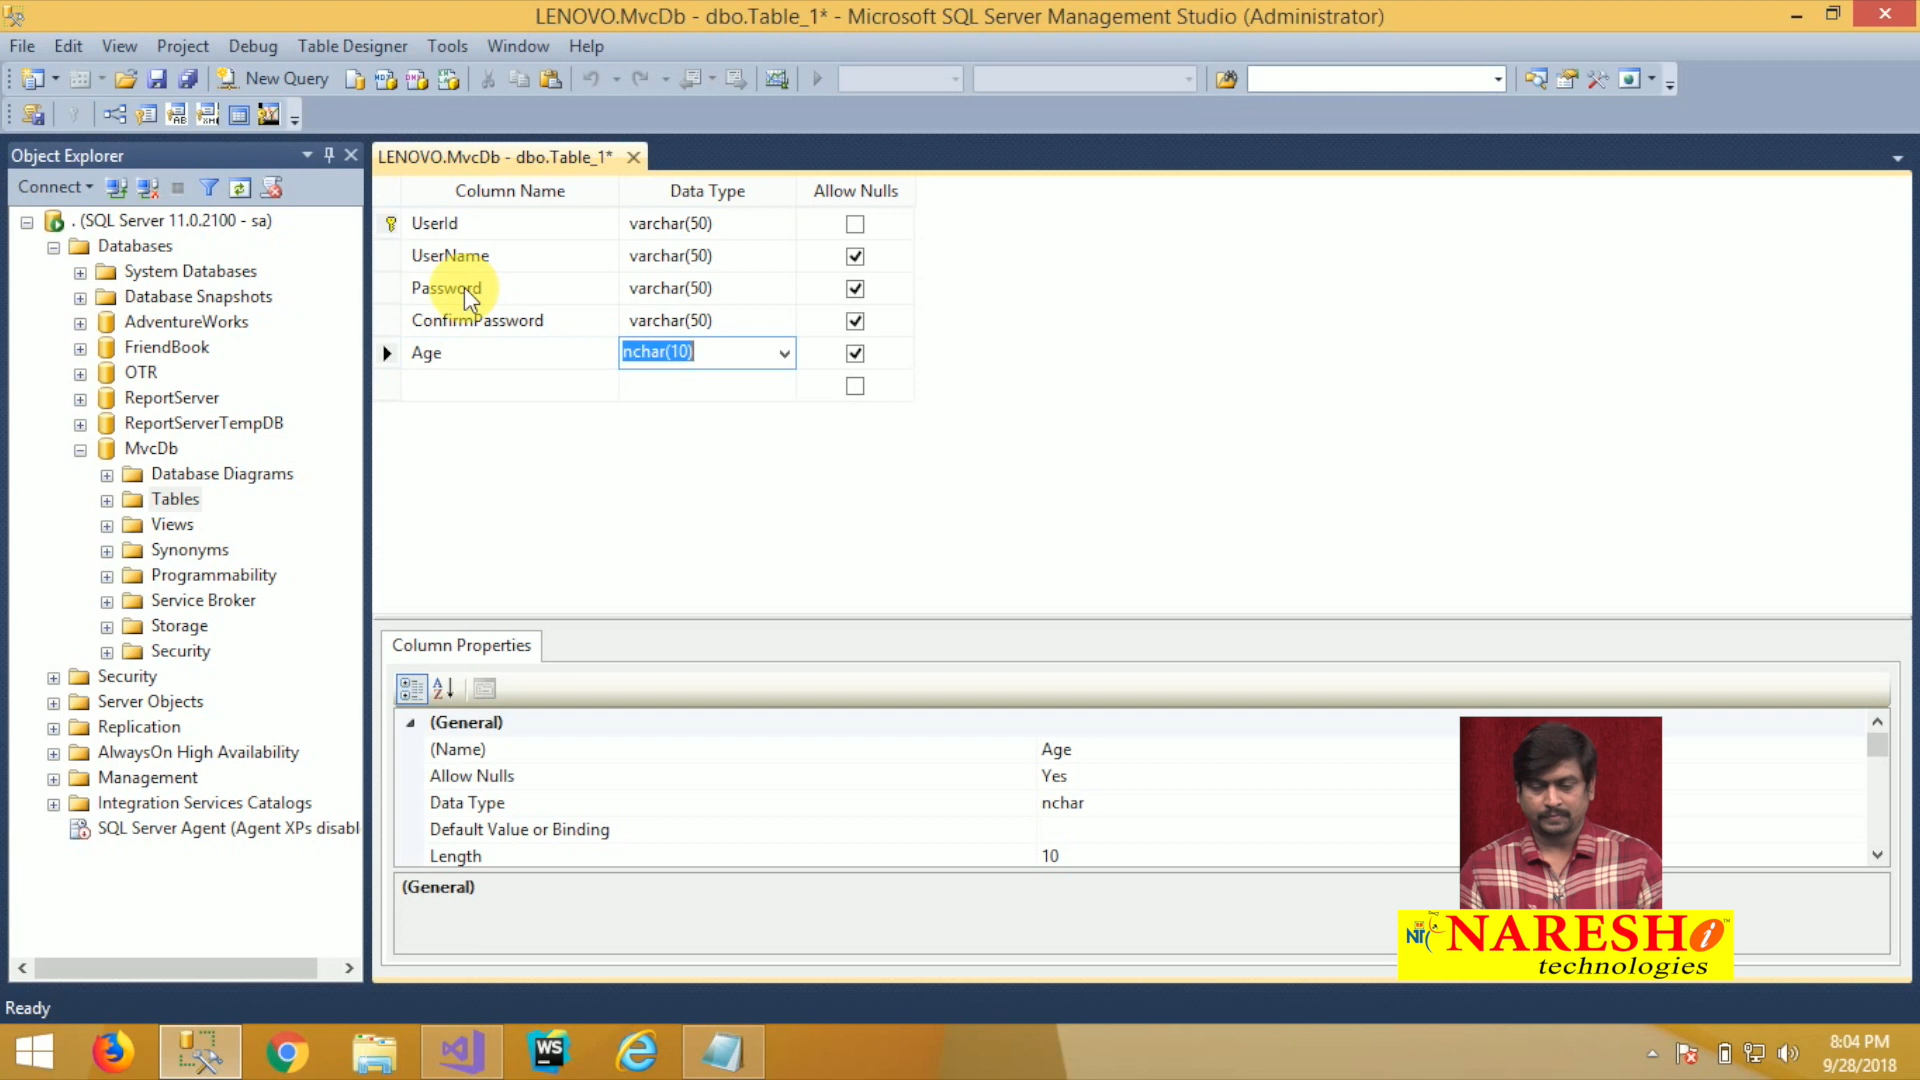 LENOVO.MvcDb - dbo.Table_1* - Microsoft SQL Server Management Studio (Administrator)
File Edit View Project Debug Table Designer Tools Window Help
New Query
Object Explorer
Connect
. (SQL Server 11.0.2100 - sa)
Databases
System Databases
Database Snapshots
AdventureWorks
FriendBook
OTR
ReportServer
ReportServerTempDB
MvcDb
Database Diagrams
Tables
Views
Synonyms
Programmability
Service Broker
Storage
Security
Security
Server Objects
Replication
AlwaysOn High Availability
Management
Integration Services Catalogs
SQL Server Agent (Agent XPs disabl
LENOVO.MvcDb - dbo.Table_1*
Column Name Data Type Allow Nulls
UserId varchar(50)
UserName varchar(50)
Password varchar(50)
ConfirmPassword varchar(50)
Age nchar(10)
Column Properties
(General)
(Name) Age
Allow Nulls Yes
Data Type nchar
Default Value or Binding
Length 10
(General)
NARESH i
technologies
Ready
WS
8:04 PM
9/28/2018